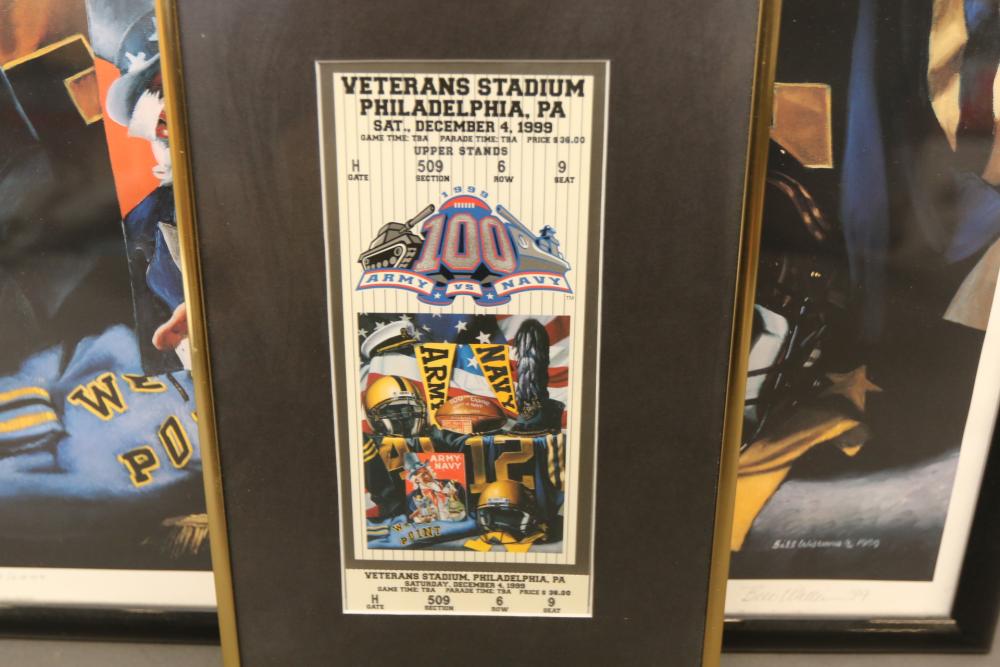 VETERANS STADIUM
PHILADELPHIA, PA
SAT., DECEMBER 4, 1999
GAME TIME: TBA PARADE TIME: TBA PRICE $36.00
UPPER STANDS
H 509 6 9
GATE SECTION ROW SEAT
1999
100
ARMY VS NAVY
TM
ARMY
NAVY
ARMY-NAVY
12
WEST
POINT
VETERANS STADIUM, PHILADELPHIA, PA
SATURDAY, DECEMBER 4, 1999
GAME TIME: TBA PARADE TIME: TBA PRICE $ 36.00
H 509 6 9
GATE SECTION ROW SEAT
WE
PO